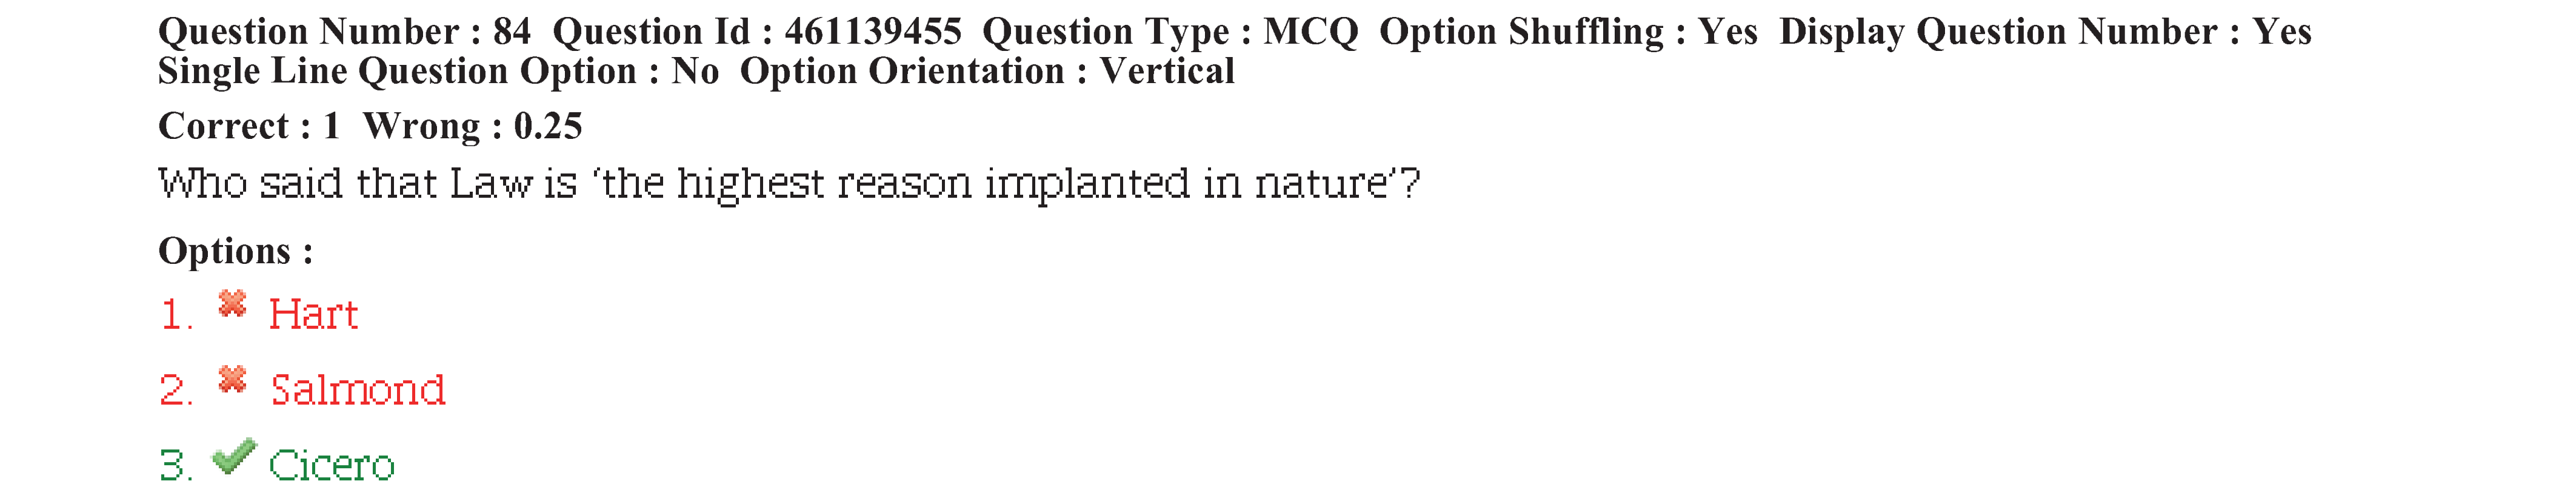 Question Number : 84 Question Id : 461139455 Question Type : MCQ Option Shuffling : Yes Display Question Number : Yes
Single Line Question Option : No Option Orientation : Vertical
Correct : 1 Wrong : 0.25
Who said that Law is ‘the highest reason implanted in nature’?
Options :
1. Hart
2. Salmond
3. Cicero